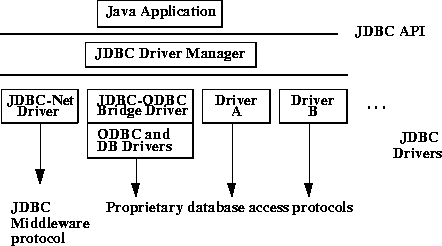 Java Application
JDBC API
JDBC Driver Manager
JDBC-Net
Driver
JDBC-ODBC
Bridge Driver
ODBC and
DB Drivers
Driver
A
Driver
B
...
JDBC
Drivers
JDBC
Middleware
protocol
Proprietary database access protocols